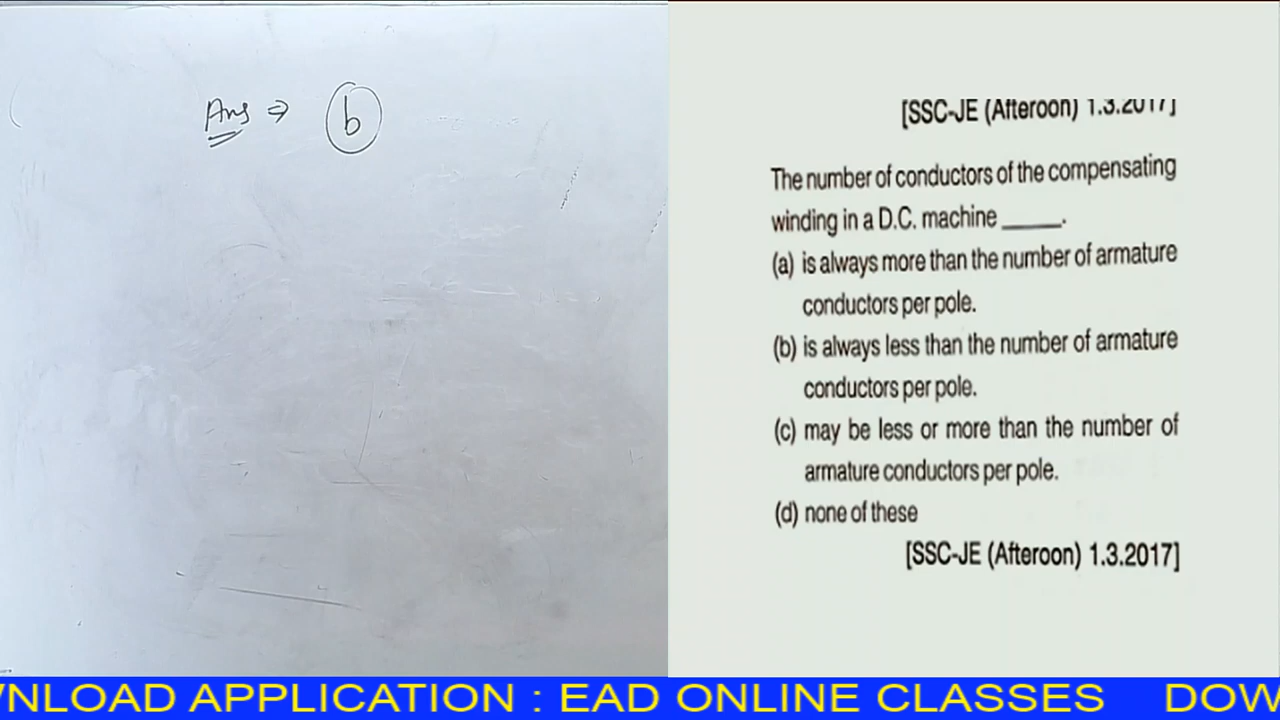 Ans ⇒ b
[SSC-JE (Afteroon) 1.3.2017]
The number of conductors of the compensating
winding in a D.C. machine _____.
(a) is always more than the number of armature
conductors per pole.
(b) is always less than the number of armature
conductors per pole.
(c) may be less or more than the number of
armature conductors per pole.
(d) none of these
[SSC-JE (Afteroon) 1.3.2017]
WNLOAD APPLICATION : EAD ONLINE CLASSES DOW